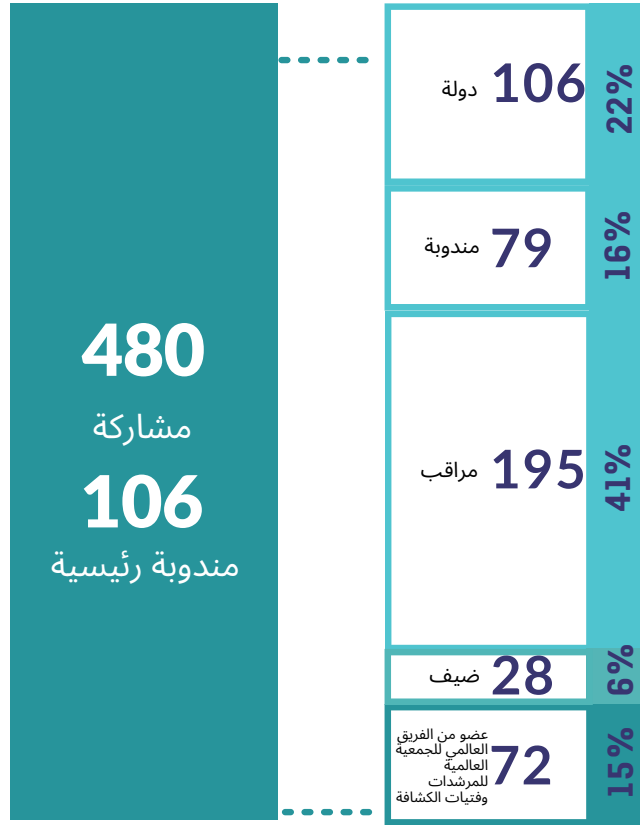 480
مشاركة
106
مندوبة رئيسية
106 دولة
22%
79 مندوبة
16%
195 مراقب
41%
28 ضيف
6%
72
عضو من الفريق
العالمي للجمعية
العالمية
للمرشدات
وفتيات الكشافة
15%